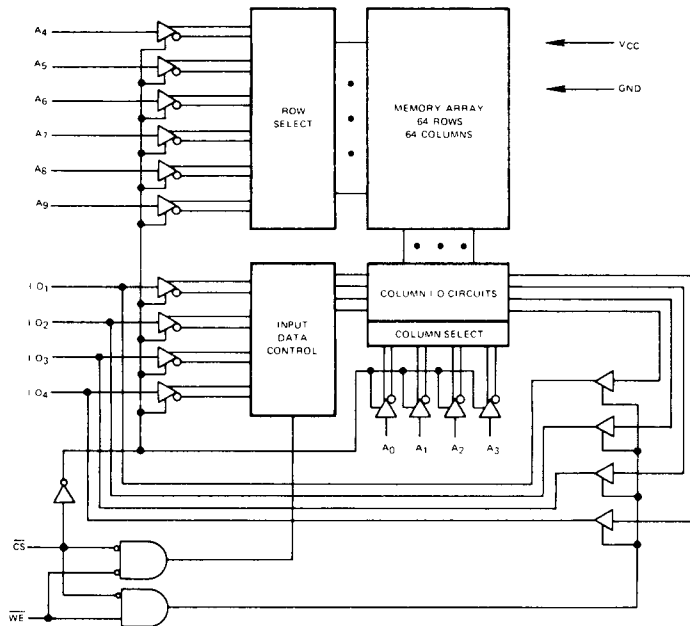 A4
A5
A6
A7
A8
A9
ROW
SELECT
MEMORY ARRAY
64 ROWS
64 COLUMNS
VCC
GND
I O1
I O2
I O3
I O4
INPUT
DATA
CONTROL
COLUMN I O CIRCUITS
COLUMN SELECT
A0
A1
A2
A3
CS
WE